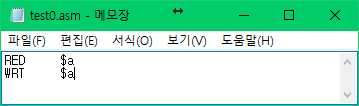 test0.asm - 메모장
파일(F) 편집(E) 서식(O) 보기(V) 도움말(H)
RED $a
WRT $a